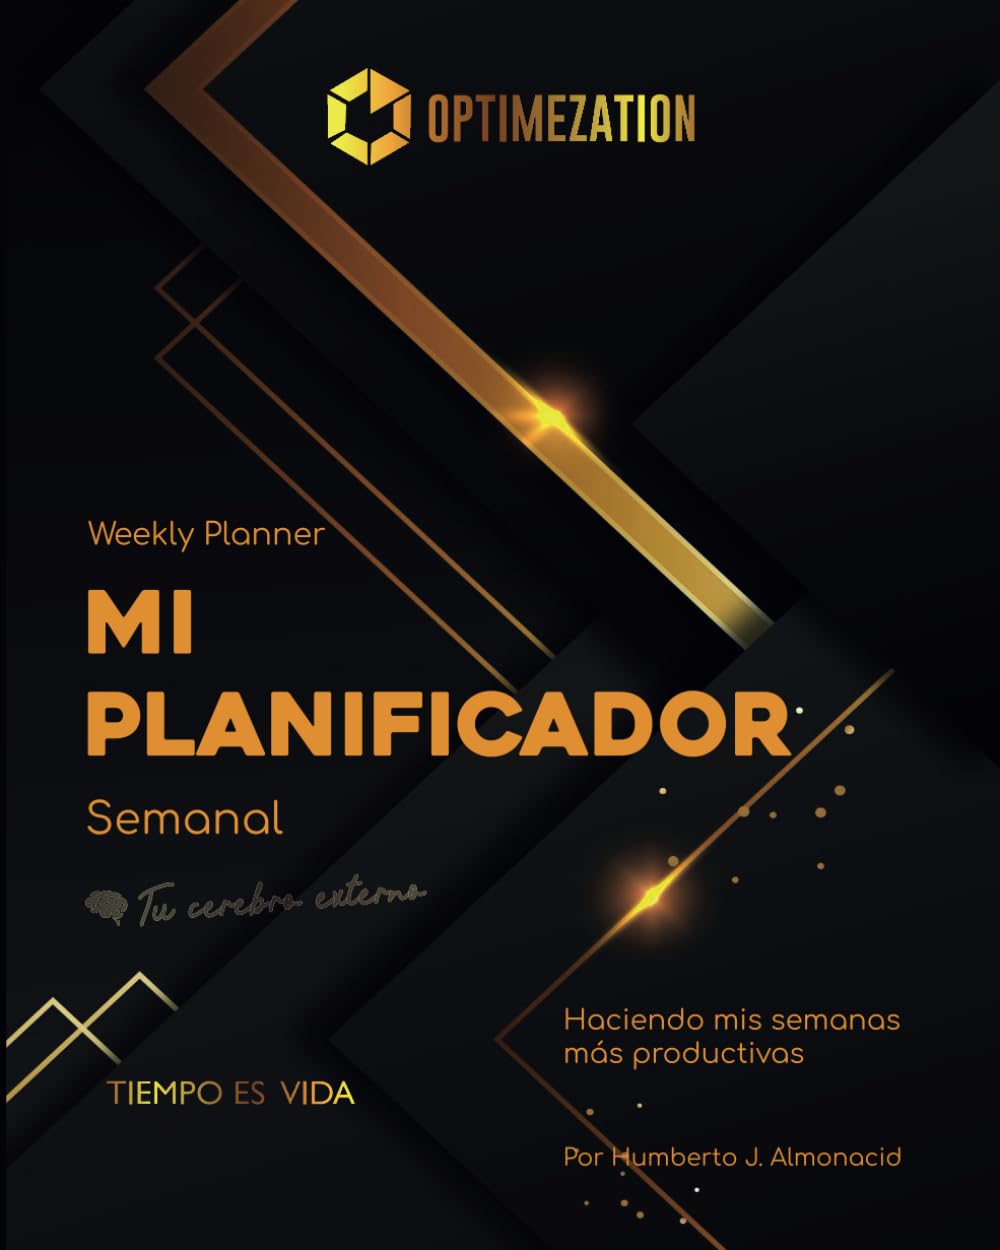 OPTIMEZATION
Weekly Planner
MI
PLANIFICADOR
Semanal
Tu cerebro externo
TIEMPO ES VIDA
Haciendo mis semanas
más productivas
Por Humberto J. Almonacid